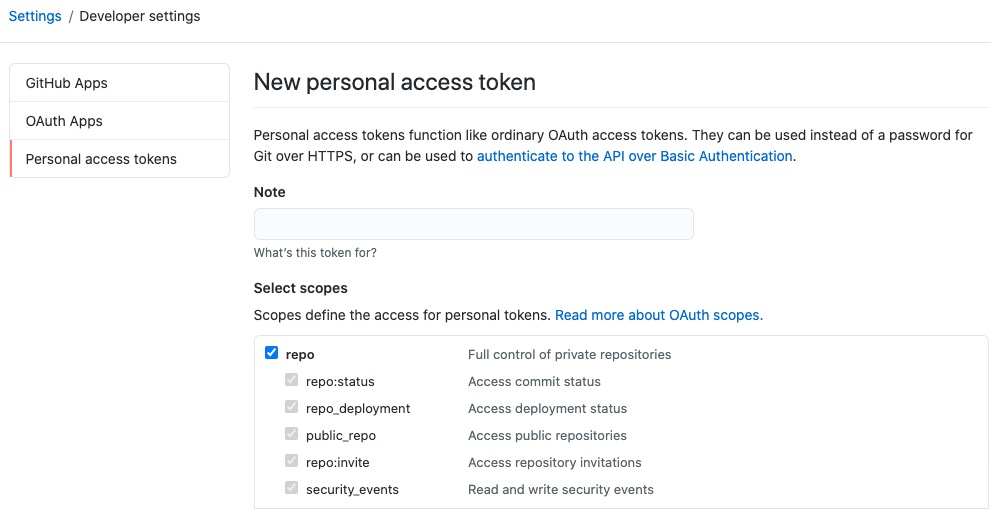 Settings / Developer settings
GitHub Apps
OAuth Apps
Personal access tokens
New personal access token
Personal access tokens function like ordinary OAuth access tokens. They can be used instead of a password for
Git over HTTPS, or can be used to authenticate to the API over Basic Authentication.
Note
What's this token for?
Select scopes
Scopes define the access for personal tokens. Read more about OAuth scopes.
repo Full control of private repositories
repo:status Access commit status
repo_deployment Access deployment status
public_repo Access public repositories
repo:invite Access repository invitations
security_events Read and write security events